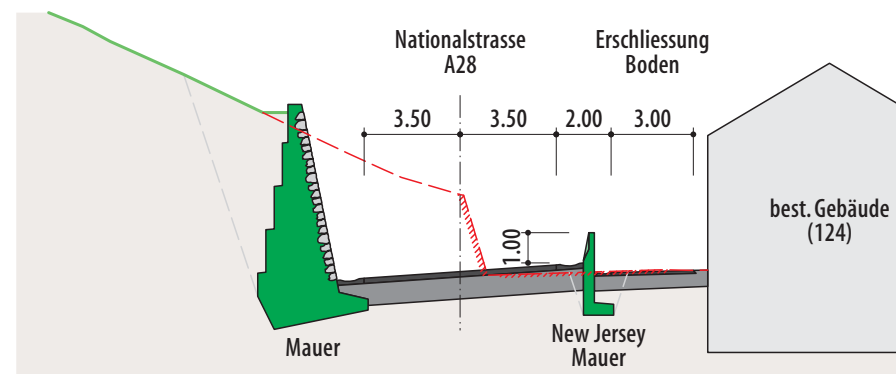 Nationalstrasse
A28
Erschliessung
Boden
3.50
3.50
2.00
3.00
1.00
best. Gebäude
(124)
Mauer
New Jersey
Mauer